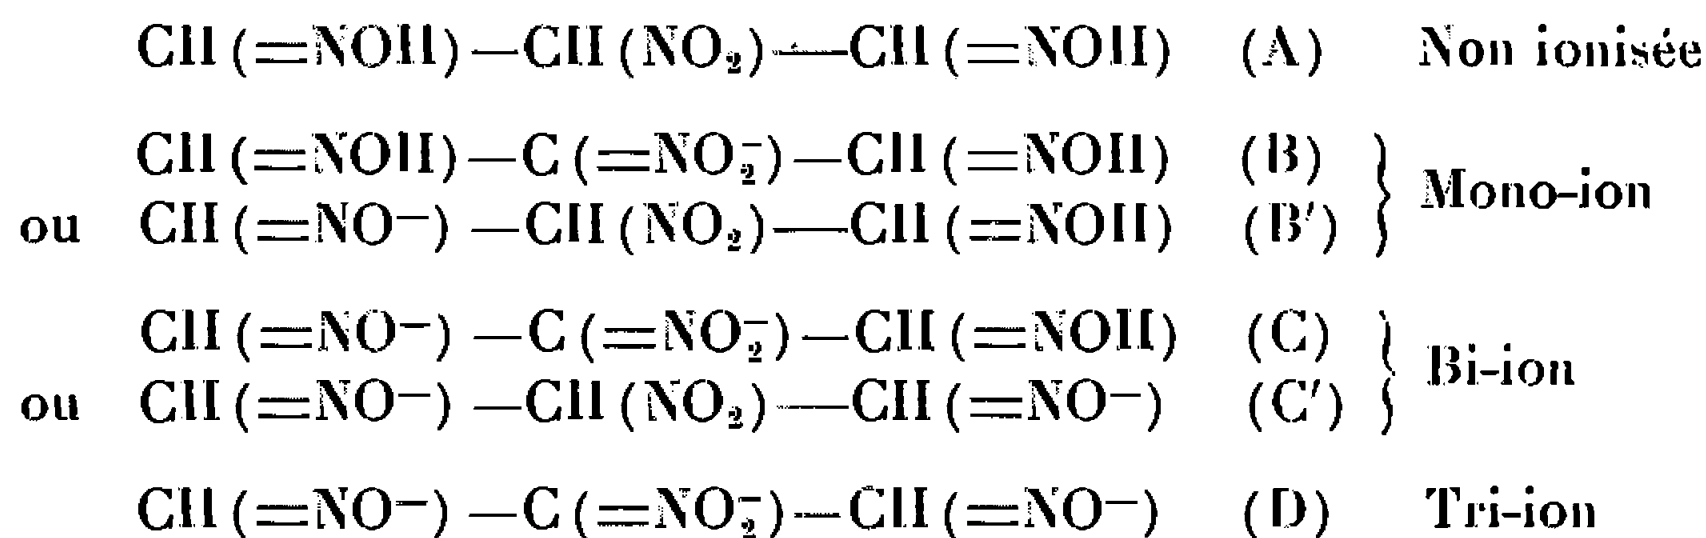 CH(=NOH)—CH(NO₂)—CH(=NOH) (A) Non ionisée
CH(=NOH)—C(=NO₂⁻)—CH(=NOH) (B)
Mono-ion
ou CH(=NO⁻)—CH(NO₂)—CH(=NOH) (B′)
CH(=NO⁻)—C(=NO₂⁻)—CH(=NOH) (C)
Bi-ion
ou CH(=NO⁻)—CH(NO₂)—CH(=NO⁻) (C′)
CH(=NO⁻)—C(=NO₂⁻)—CH(=NO⁻) (D) Tri-ion